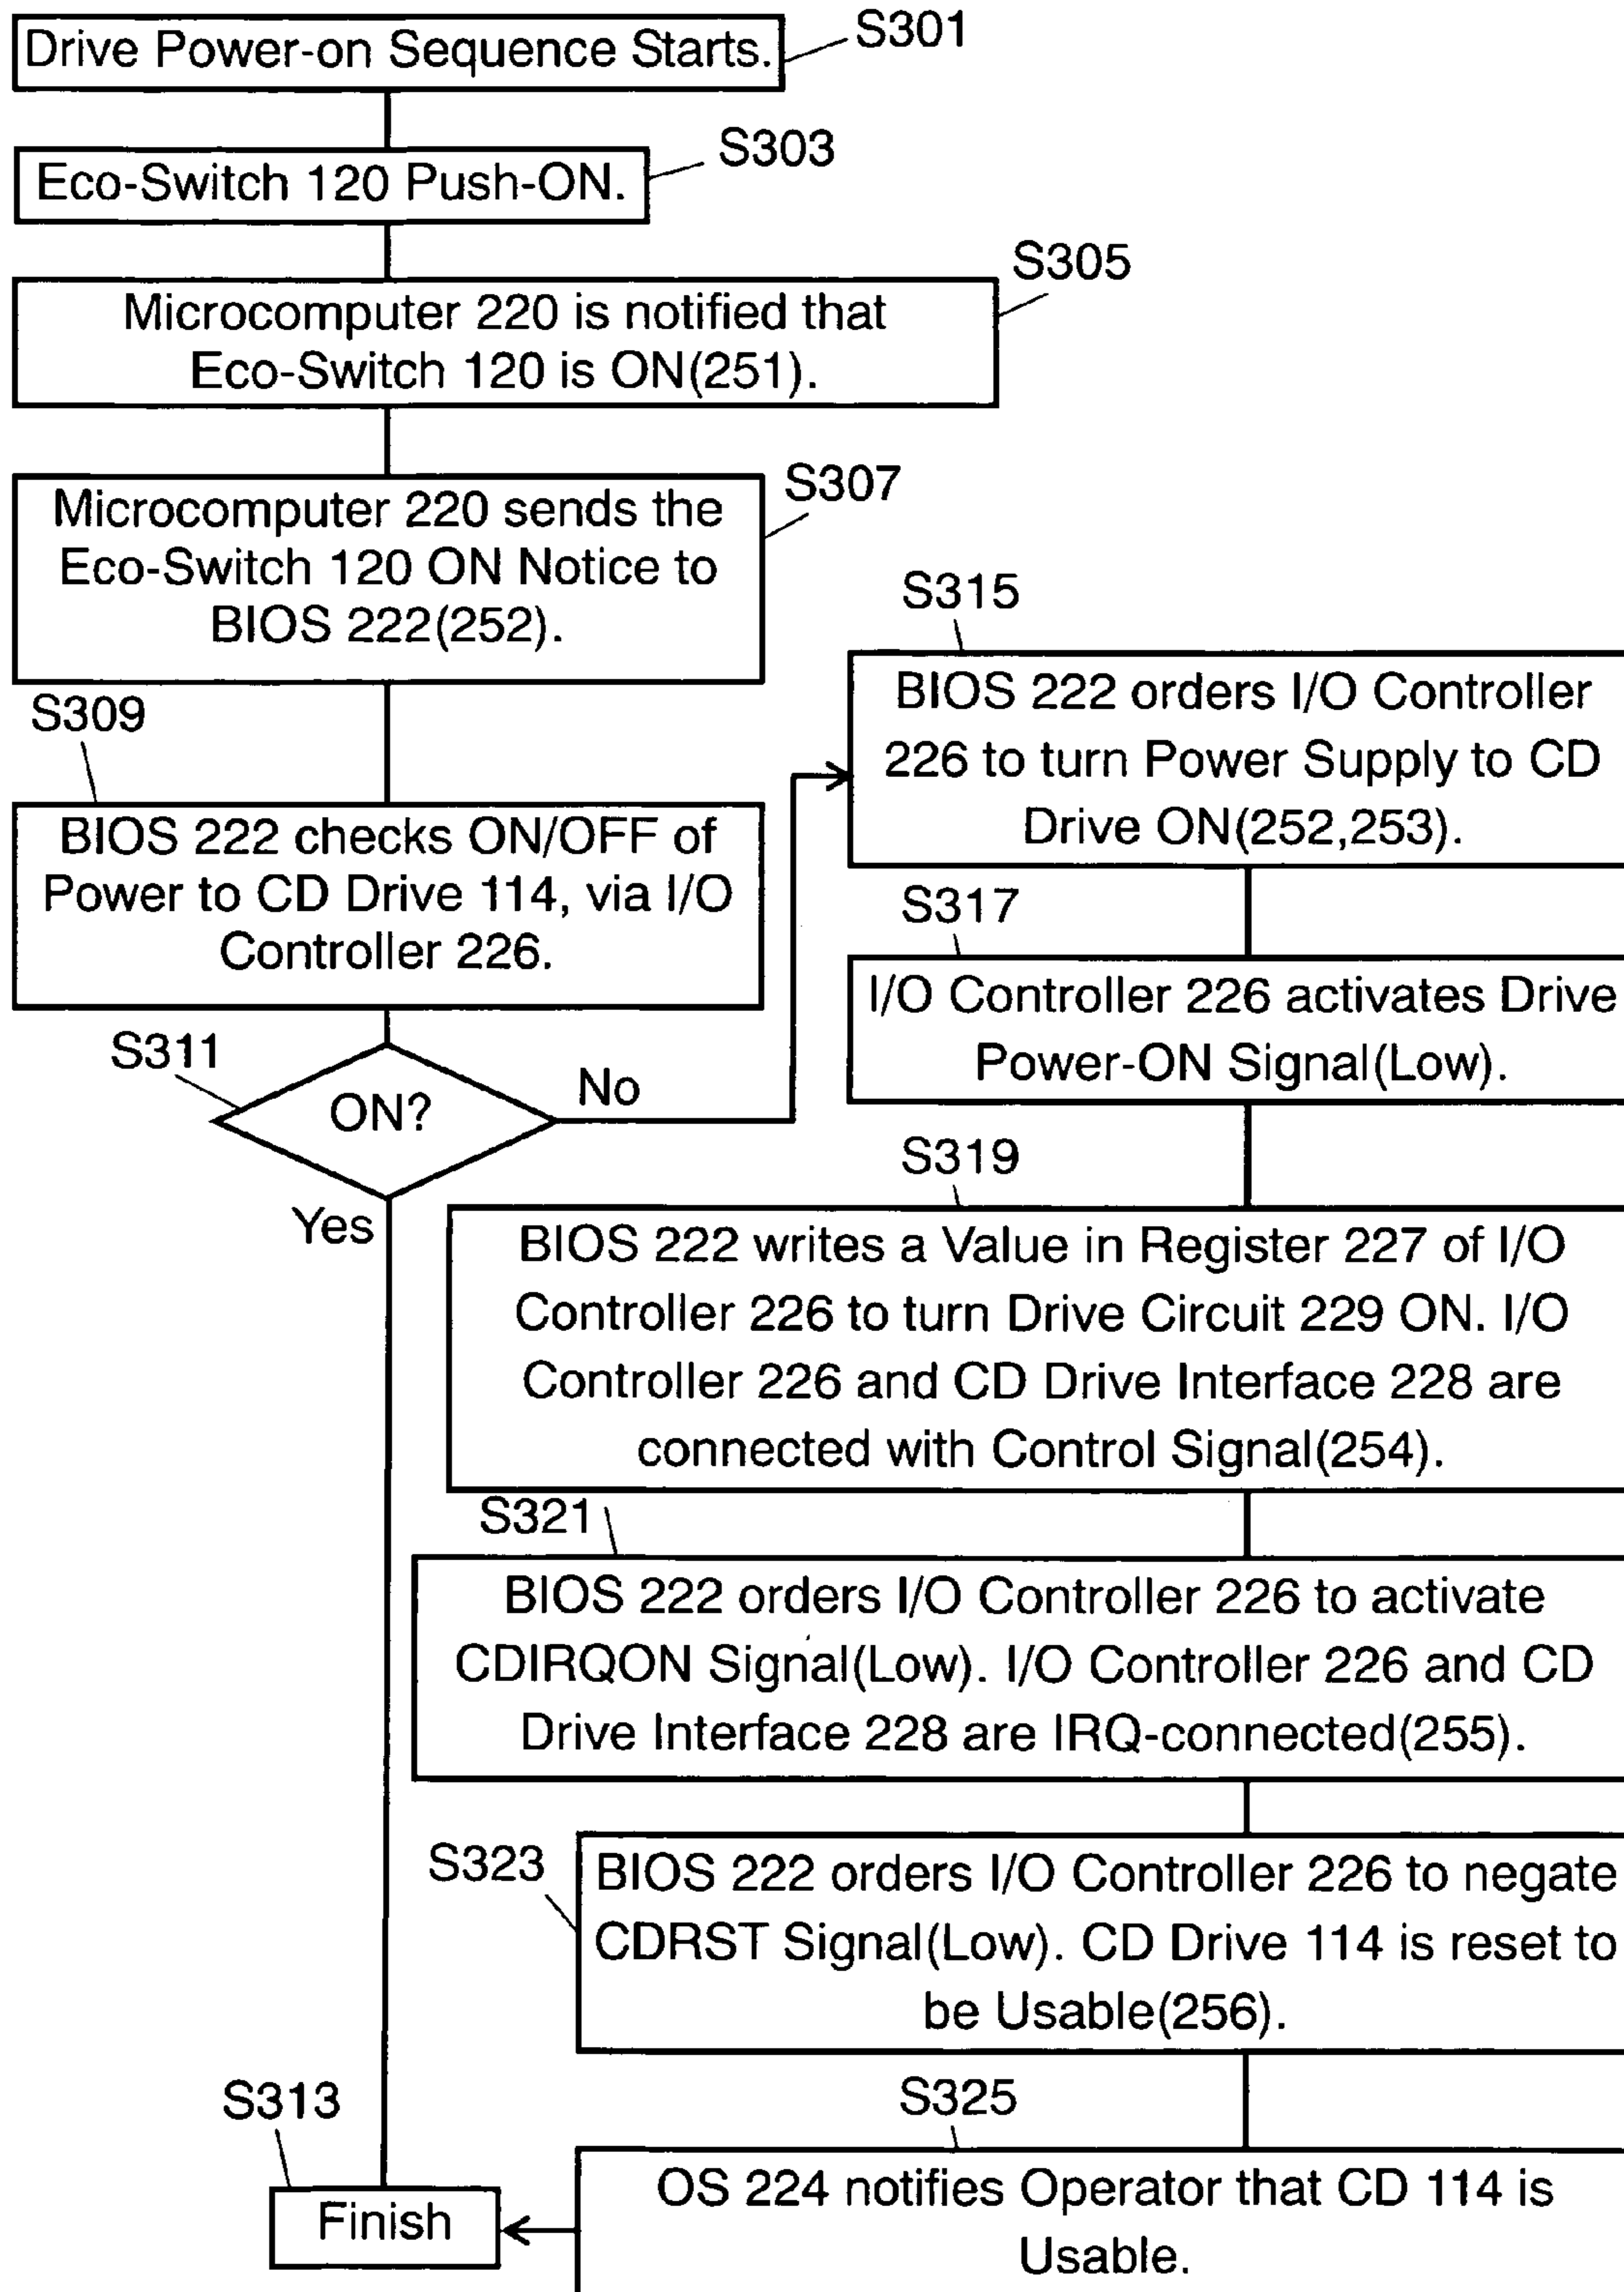 Drive Power-on Sequence Starts.
S301
Eco-Switch 120 Push-ON.
S303
S305
Microcomputer 220 is notified that
Eco-Switch 120 is ON(251).
S307
Microcomputer 220 sends the
Eco-Switch 120 ON Notice to
BIOS 222(252).
S309
BIOS 222 checks ON/OFF of
Power to CD Drive 114, via I/O
Controller 226.
S311
ON?
No
Yes
S315
BIOS 222 orders I/O Controller
226 to turn Power Supply to CD
Drive ON(252,253).
S317
I/O Controller 226 activates Drive
Power-ON Signal(Low).
S319
BIOS 222 writes a Value in Register 227 of I/O
Controller 226 to turn Drive Circuit 229 ON. I/O
Controller 226 and CD Drive Interface 228 are
connected with Control Signal(254).
S321
BIOS 222 orders I/O Controller 226 to activate
CDIRQON Signal(Low). I/O Controller 226 and CD
Drive Interface 228 are IRQ-connected(255).
S323
BIOS 222 orders I/O Controller 226 to negate
CDRST Signal(Low). CD Drive 114 is reset to
be Usable(256).
S325
OS 224 notifies Operator that CD 114 is
Usable.
S313
Finish